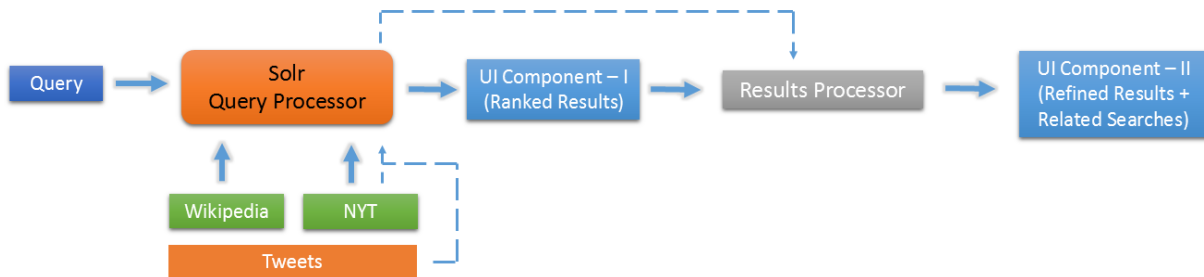 Query
Solr
Query Processor
UI Component – I
(Ranked Results)
Results Processor
UI Component – II
(Refined Results +
Related Searches)
Wikipedia
NYT
Tweets